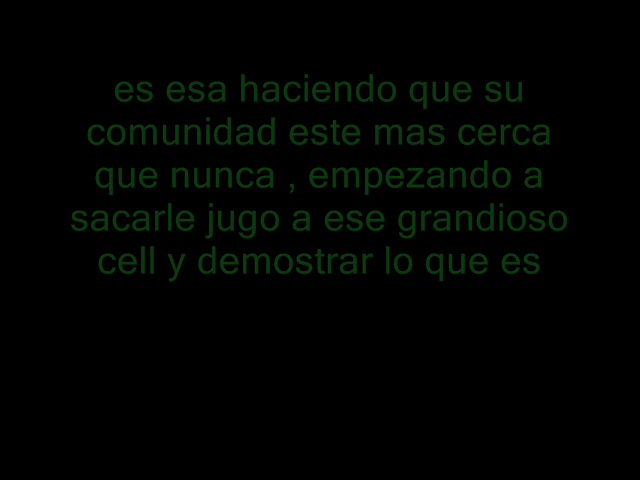 es esa haciendo que su
comunidad este mas cerca
que nunca , empezando a
sacarle jugo a ese grandioso
cell y demostrar lo que es